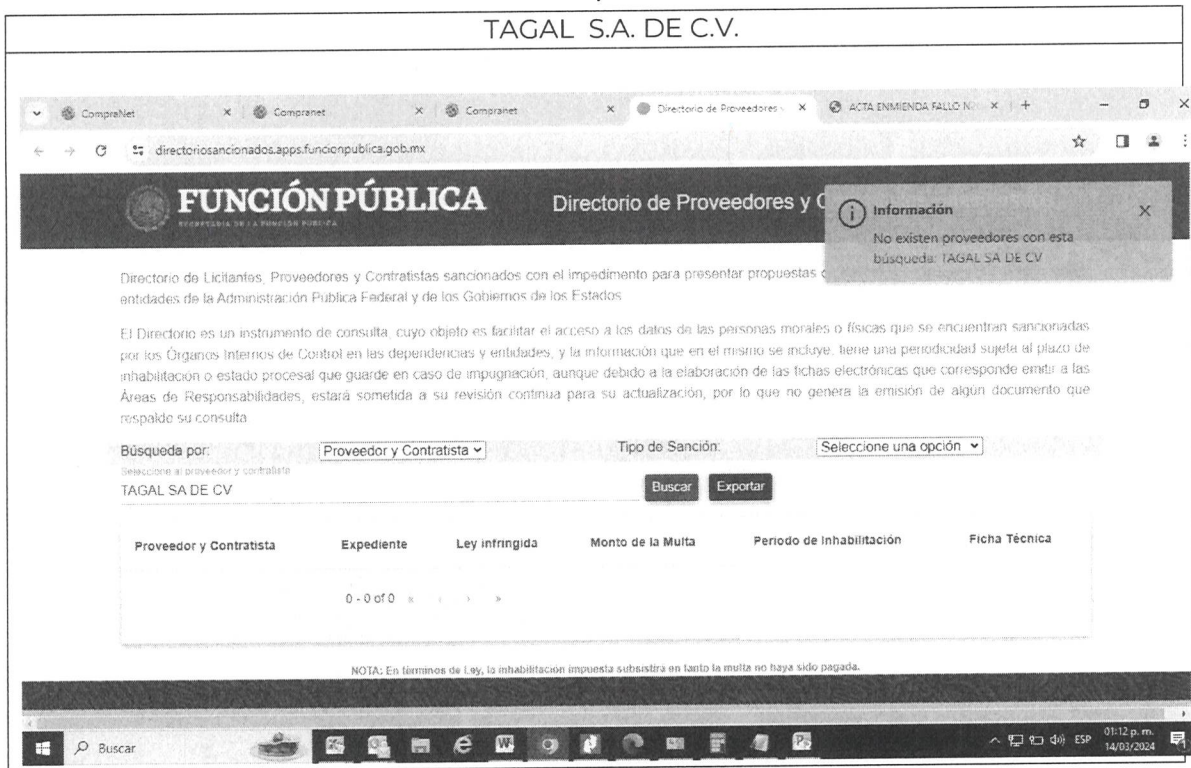 TAGAL S.A. DE C.V.
CompraNet
Compranet
Compranet
Directorio de Proveedores
ACTA ENMIENDA FALLO N
directoriosancionados.apps.funcionpublica.gob.mx
FUNCIÓN PÚBLICA
SECRETARÍA DE LA FUNCIÓN PÚBLICA
Directorio de Proveedores y C
Información
No existen proveedores con esta
búsqueda: TAGAL SA DE CV
Directorio de Licitantes, Proveedores y Contratistas sancionados con el impedimento para presentar propuestas
entidades de la Administración Pública Federal y de los Gobiernos de los Estados
El Directorio es un instrumento de consulta, cuyo objeto es facilitar el acceso a los datos de las personas morales o físicas que se encuentran sancionadas
por los Órganos Internos de Control en las dependencias y entidades, y la información que en el mismo se incluye, tiene una periodicidad sujeta al plazo de
inhabilitación o estado procesal que guarde en caso de impugnación, aunque debido a la elaboración de las fichas electrónicas que corresponde emitir a las
Áreas de Responsabilidades, estará sometida a su revisión continua para su actualización, por lo que no genera la emisión de algún documento que
respalde su consulta
Búsqueda por: Proveedor y Contratista Tipo de Sanción: Seleccione una opción
Seleccione al proveedor y contratista
TAGAL SA DE CV Buscar Exportar
Proveedor y Contratista Expediente Ley infringida Monto de la Multa Periodo de Inhabilitación Ficha Técnica
0 - 0 of 0 « ‹ › »
NOTA: En términos de Ley, la inhabilitación impuesta subsistirá en tanto la multa no haya sido pagada.
Buscar
ESP
01:12 p. m.
14/03/2024